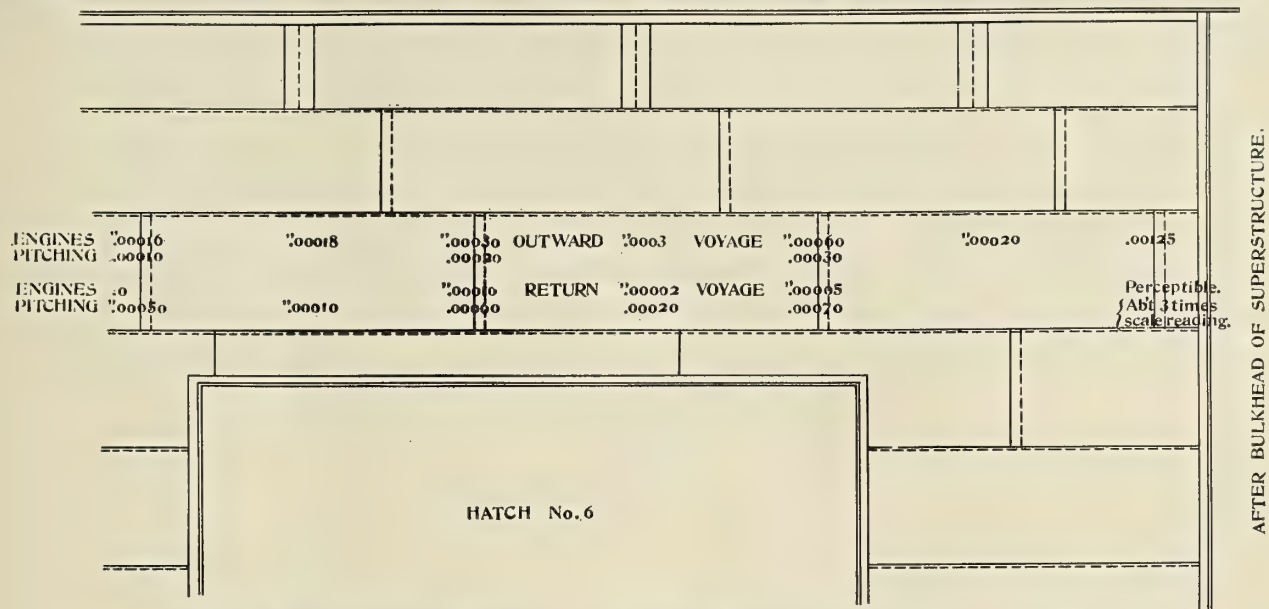 ENGINES ".00016 ".00018 ".00030 OUTWARD ".0003 VOYAGE ".00060 ".00020 .00125
PITCHING .00010 .00020 .00030
ENGINES .0 ".00010 RETURN ".00002 VOYAGE ".00005 Perceptible.
PITCHING ".00050 ".00010 .00020 .00070 { Abt 3 times
scale reading.
HATCH No. 6
AFTER BULKHEAD OF SUPERSTRUCTURE.